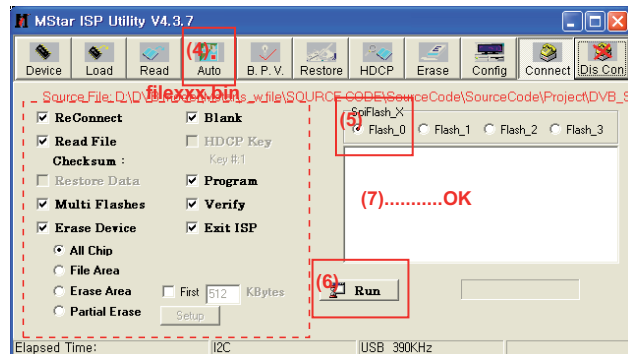 MStar ISP Utility V4.3.7
(4)
Device Load Read Auto B. P. V. Restore HDCP Erase Config Connect Dis Con
filexxx.bin
ReConnect Blank
Read File HDCP Key
Checksum : Key #:1
Restore Data Program
Multi Flashes Verify
Erase Device Exit ISP
All Chip
File Area
Erase Area First 512 KBytes
Partial Erase Setup
(5) SpiFlash_X
Flash_0 Flash_1 Flash_2 Flash_3
(7)...........OK
(6)
Run
Elapsed Time: I2C USB 390KHz